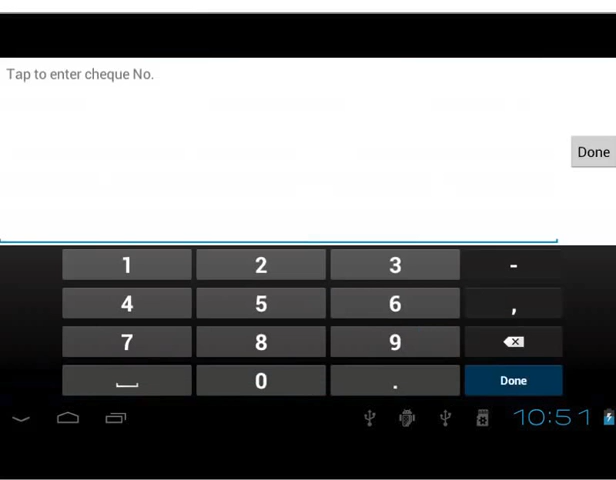 Tap to enter cheque No.
Done
1 2 3 -
4 5 6 ,
7 8 9
0 . Done
10:51